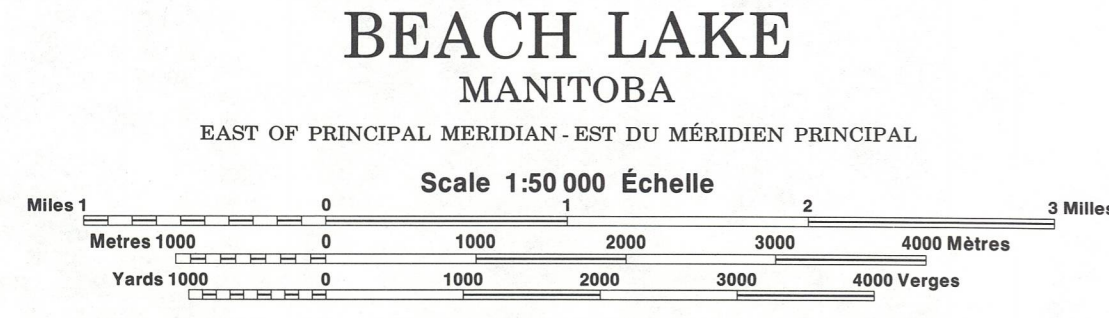 BEACH LAKE
MANITOBA
EAST OF PRINCIPAL MERIDIAN - EST DU MÉRIDIEN PRINCIPAL
Scale 1:50 000 Échelle
Miles 1 0 1 2 3 Milles
Metres 1000 0 1000 2000 3000 4000 Mètres
Yards 1000 0 1000 2000 3000 4000 Verges